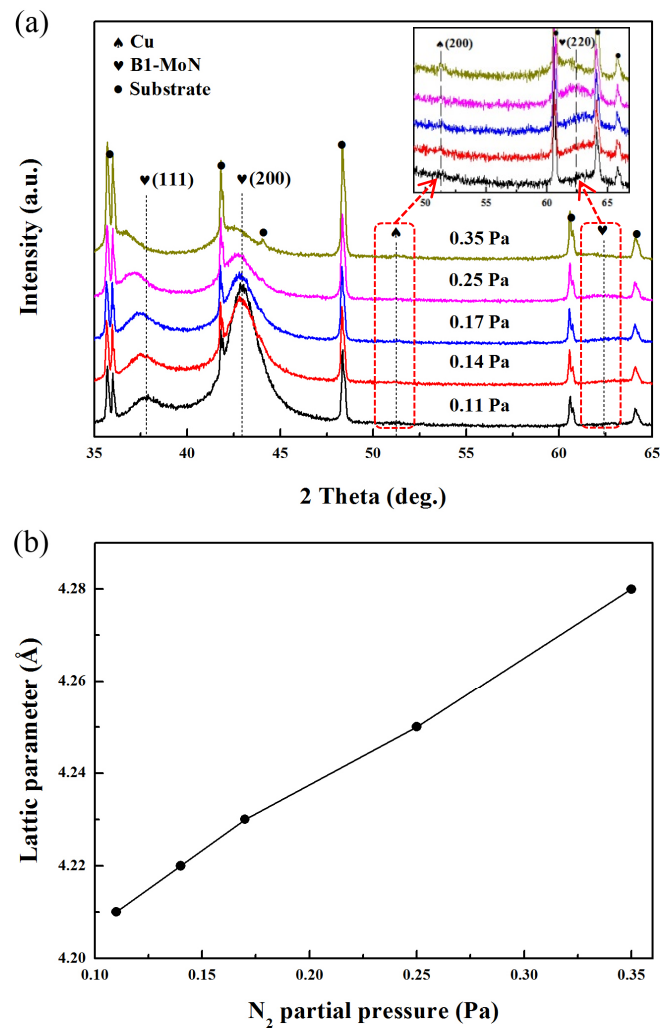 (a)
♠ Cu
♥ B1-MoN
● Substrate
♠(200)
♥(220)
50 55 60 65
♥(111)
♥(200)
0.35 Pa
0.25 Pa
0.17 Pa
0.14 Pa
0.11 Pa
Intensity (a.u.)
35 40 45 50 55 60 65
2 Theta (deg.)
(b)
4.28
4.26
4.24
4.22
4.20
Lattic parameter (Å)
0.10 0.15 0.20 0.25 0.30 0.35
N₂ partial pressure (Pa)